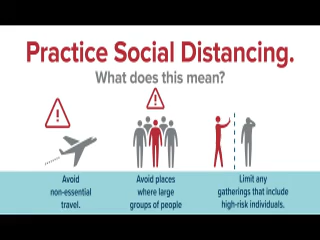 Practice Social Distancing.
What does this mean?
Avoid
non-essential
travel.
Avoid places
where large
groups of people
Limit any
gatherings that include
high-risk individuals.